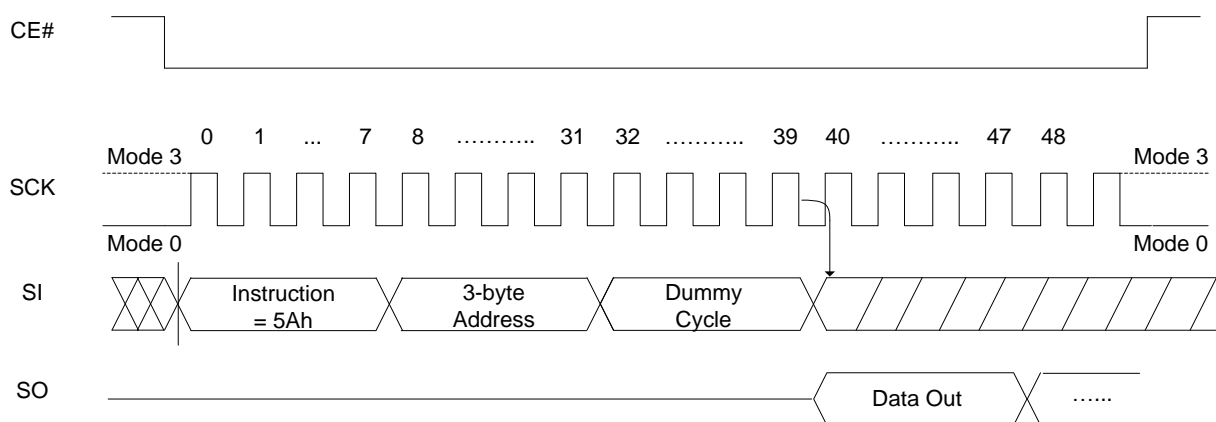 CE#
0 1 ... 7 8 ……….. 31 32 ……….. 39 40 ……….. 47 48
Mode 3 Mode 3
SCK
Mode 0 Mode 0
SI
Instruction
= 5Ah
3-byte
Address
Dummy
Cycle
SO
Data Out …...